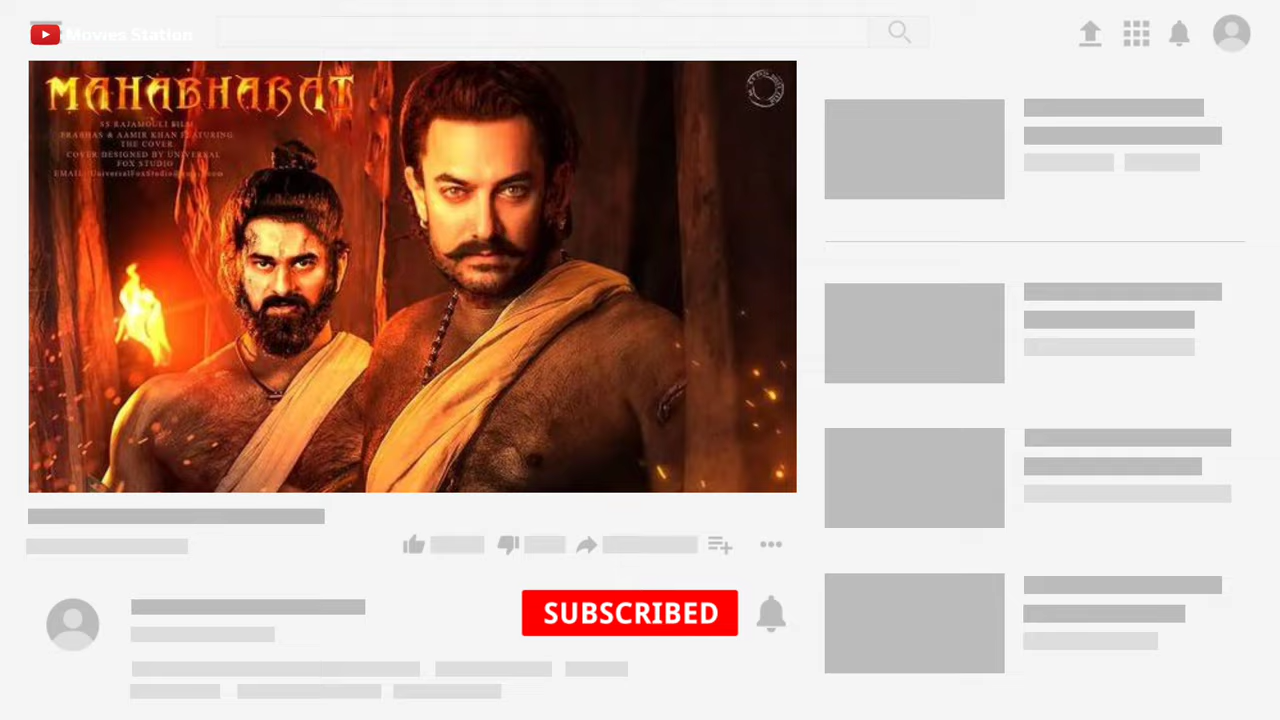 Movies Station
MAHABHARAT
SS RAJAMOULI FILM
PRABHAS & AAMIR KHAN FEATURING
THE COVER
COVER DESIGNED BY UNIVERSAL
FOX STUDIO
SUBSCRIBED